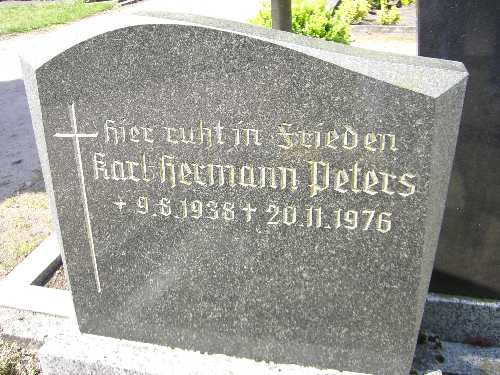 hier ruht in Frieden
Karl-Hermann Peters
+ 9.6.1938 + 20.11.1976